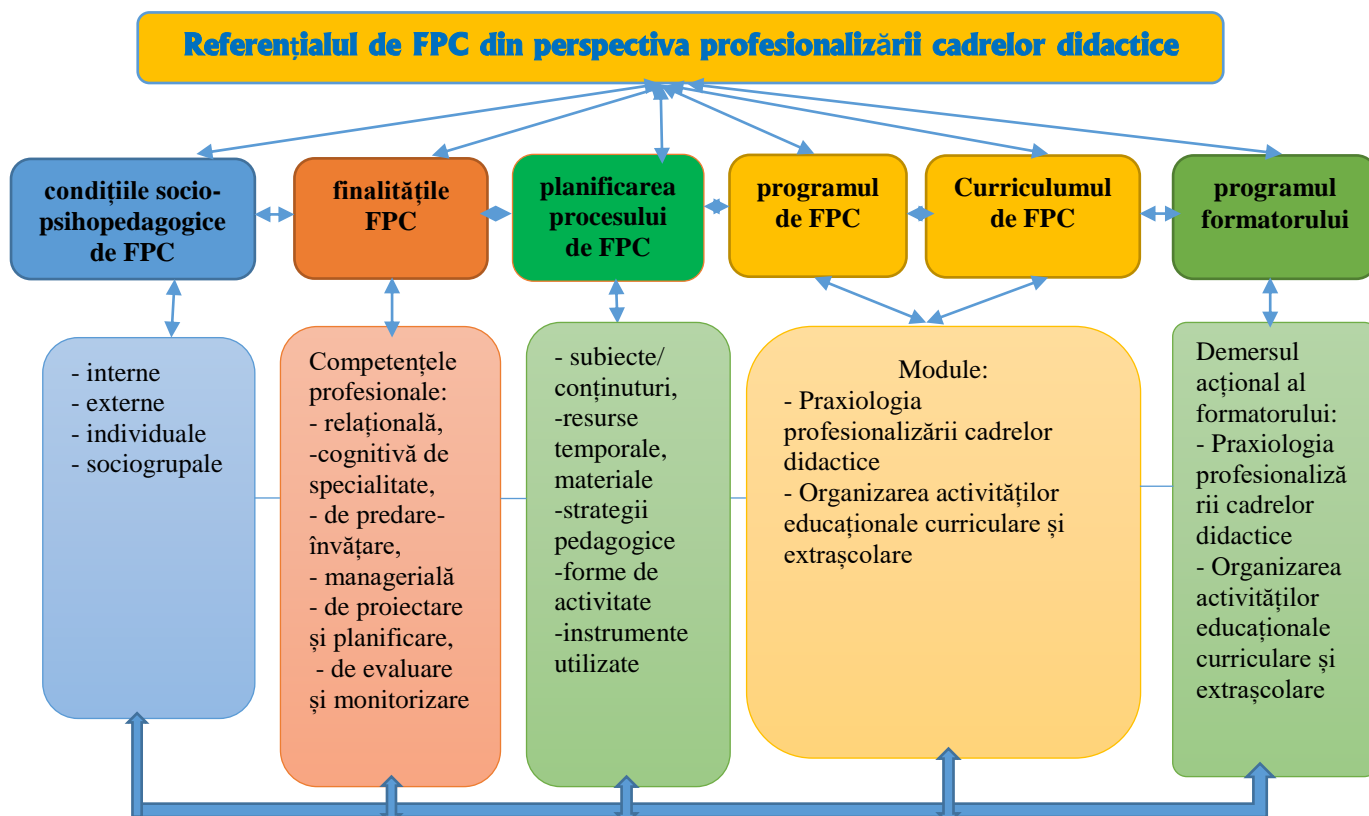 Referențialul de FPC din perspectiva profesionalizării cadrelor didactice
condițiile socio-
psihopedagogice
de FPC
finalitățile
FPC
planificarea
procesului
de FPC
programul
de FPC
Curriculumul
de FPC
programul
formatorului
- interne
- externe
- individuale
- sociogrupale
Competențele
profesionale:
- relațională,
-cognitivă de
specialitate,
- de predare-
învățare,
- managerială
- de proiectare
și planificare,
- de evaluare
și monitorizare
- subiecte/
conținuturi,
-resurse
temporale,
materiale
-strategii
pedagogice
-forme de
activitate
-instrumente
utilizate
Module:
- Praxiologia
profesionalizării cadrelor
didactice
- Organizarea activităților
educaționale curriculare și
extrașcolare
Demersul
acțional al
formatorului:
- Praxiologia
profesionaliză
rii cadrelor
didactice
- Organizarea
activităților
educaționale
curriculare și
extrașcolare